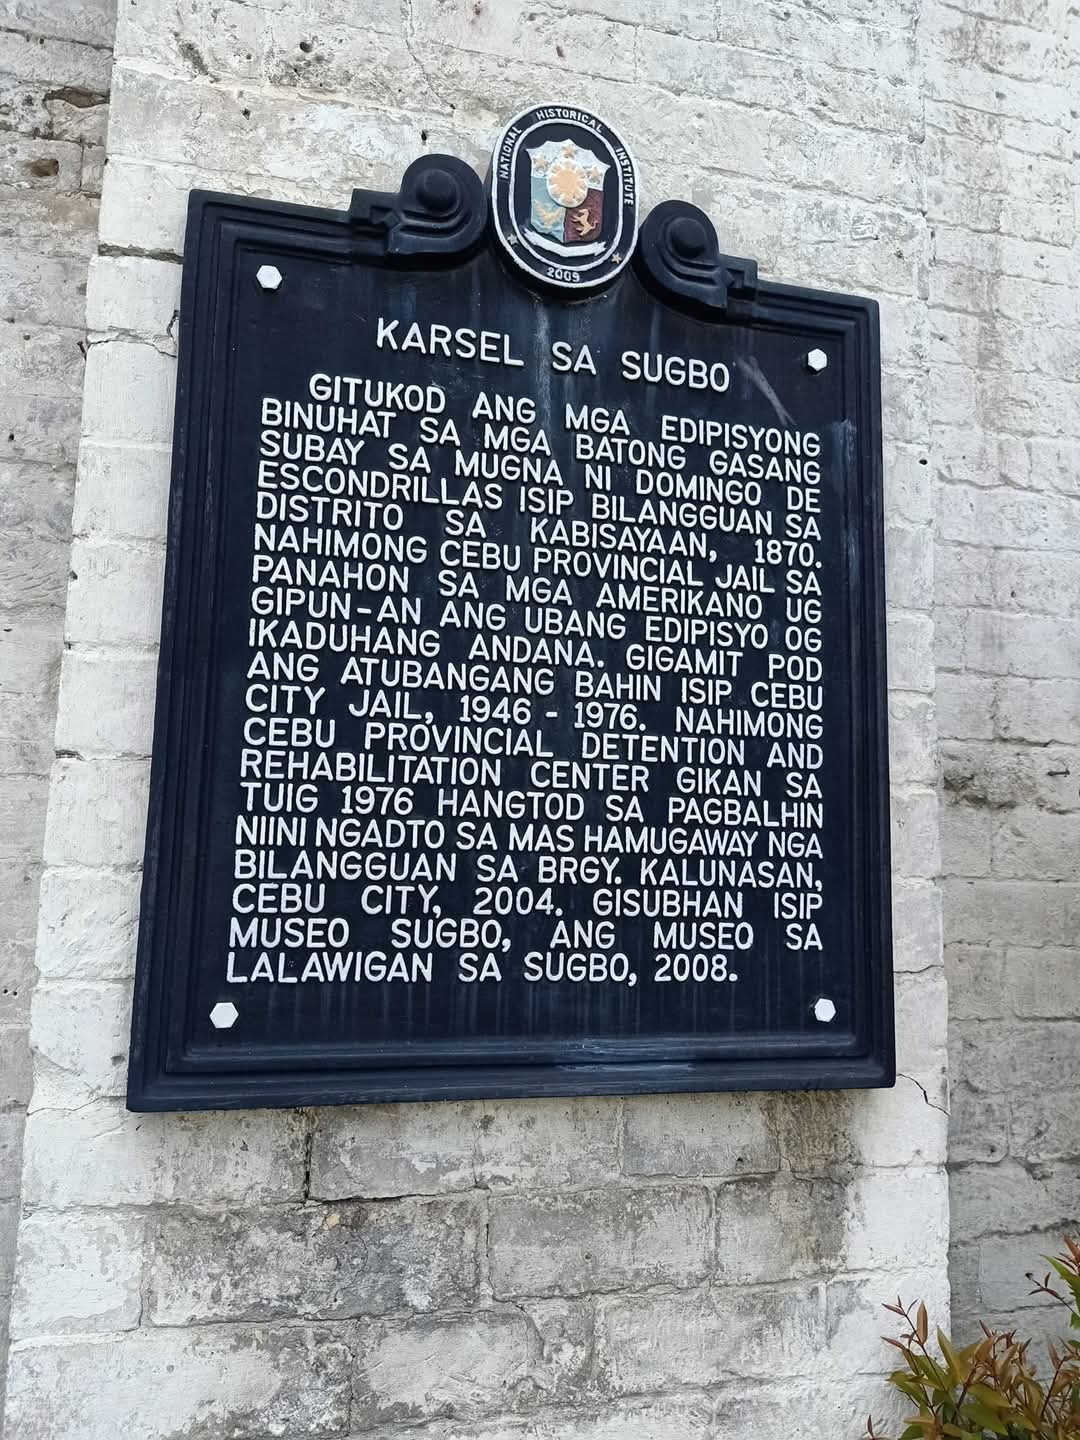 NATIONAL HISTORICAL INSTITUTE
2009
KARSEL SA SUGBO
GITUKOD ANG MGA EDIPISYONG
BINUHAT SA MGA BATONG GASANG
SUBAY SA MUGNA NI DOMINGO DE
ESCONDRILLAS ISIP BILANGGUAN SA
DISTRITO SA KABISAYAAN, 1870.
NAHIMONG CEBU PROVINCIAL JAIL SA
PANAHON SA MGA AMERIKANO UG
GIPUN-AN ANG UBANG EDIPISYO OG
IKADUHANG ANDANA. GIGAMIT POD
ANG ATUBANGANG BAHIN ISIP CEBU
CITY JAIL, 1946 - 1976. NAHIMONG
CEBU PROVINCIAL DETENTION AND
REHABILITATION CENTER GIKAN SA
TUIG 1976 HANGTOD SA PAGBALHIN
NIINI NGADTO SA MAS HAMUGAWAY NGA
BILANGGUAN SA BRGY. KALUNASAN,
CEBU CITY, 2004. GISUBHAN ISIP
MUSEO SUGBO, ANG MUSEO SA
LALAWIGAN SA SUGBO, 2008.